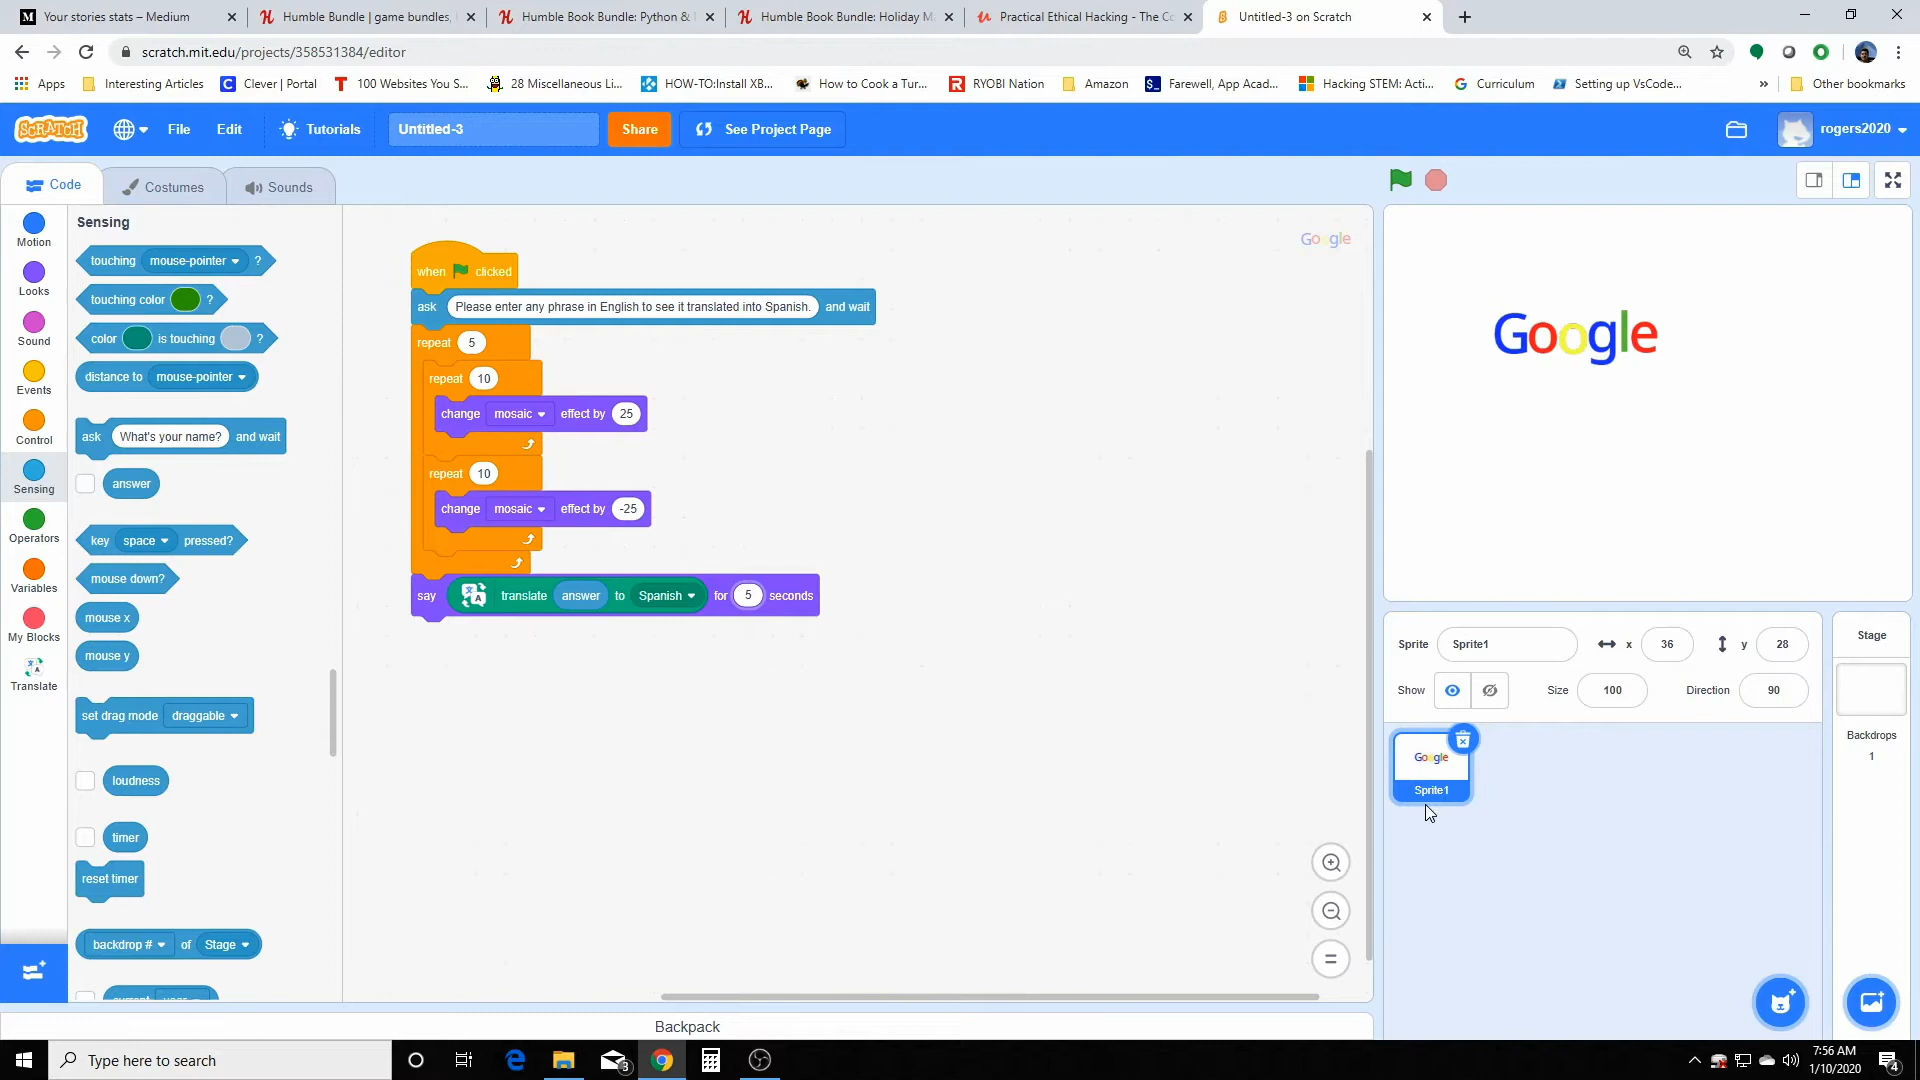 Your stories stats – Medium
Humble Bundle | game bundles,
Humble Book Bundle: Python &
Humble Book Bundle: Holiday M
Practical Ethical Hacking - The Co
Untitled-3 on Scratch
scratch.mit.edu/projects/358531384/editor
Apps
Interesting Articles
Clever | Portal
100 Websites You S...
28 Miscellaneous Li...
HOW-TO:Install XB...
How to Cook a Tur...
RYOBI Nation
Amazon
Farewell, App Acad...
Hacking STEM: Acti...
Curriculum
Setting up VsCode...
»
Other bookmarks
SCRATCH
File
Edit
Tutorials
Untitled-3
Share
See Project Page
rogers2020
Code
Costumes
Sounds
Motion
Looks
Sound
Events
Control
Sensing
Operators
Variables
My Blocks
Translate
Sensing
touching mouse-pointer ?
touching color ?
color is touching ?
distance to mouse-pointer
ask What's your name? and wait
answer
key space pressed?
mouse down?
mouse x
mouse y
set drag mode draggable
loudness
timer
reset timer
backdrop # of Stage
when clicked
ask Please enter any phrase in English to see it translated into Spanish. and wait
repeat 5
repeat 10
change mosaic effect by 25
repeat 10
change mosaic effect by -25
say translate answer to Spanish for 5 seconds
Google
Google
Sprite Sprite1 x 36 y 28
Show Size 100 Direction 90
Google
Sprite1
Stage
Backdrops
1
Backpack
Type here to search
3
7:56 AM
1/10/2020
4